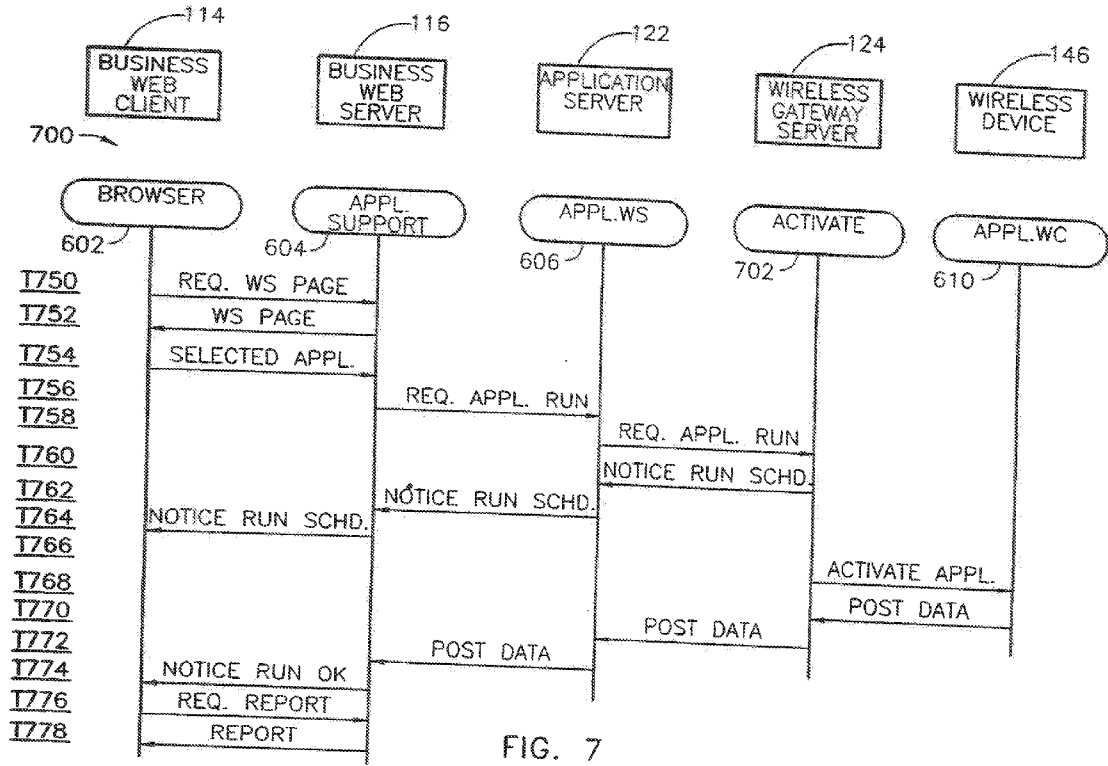 114
116
122
124
146
BUSINESS
WEB
CLIENT
BUSINESS
WEB
SERVER
APPLICATION
SERVER
WIRELESS
GATEWAY
SERVER
WIRELESS
DEVICE
700
BROWSER
APPL.
SUPPORT
APPL.WS
ACTIVATE
APPL.WC
602
604
606
702
610
T750
REQ. WS PAGE
T752
WS PAGE
T754
SELECTED APPL.
T756
REQ. APPL. RUN
T758
REQ. APPL. RUN
T760
NOTICE RUN SCHD.
T762
NOTICE RUN SCHD.
T764
NOTICE RUN SCHD.
T766
ACTIVATE APPL.
T768
POST DATA
T770
POST DATA
T772
POST DATA
T774
NOTICE RUN OK
T776
REQ. REPORT
T778
REPORT
FIG. 7